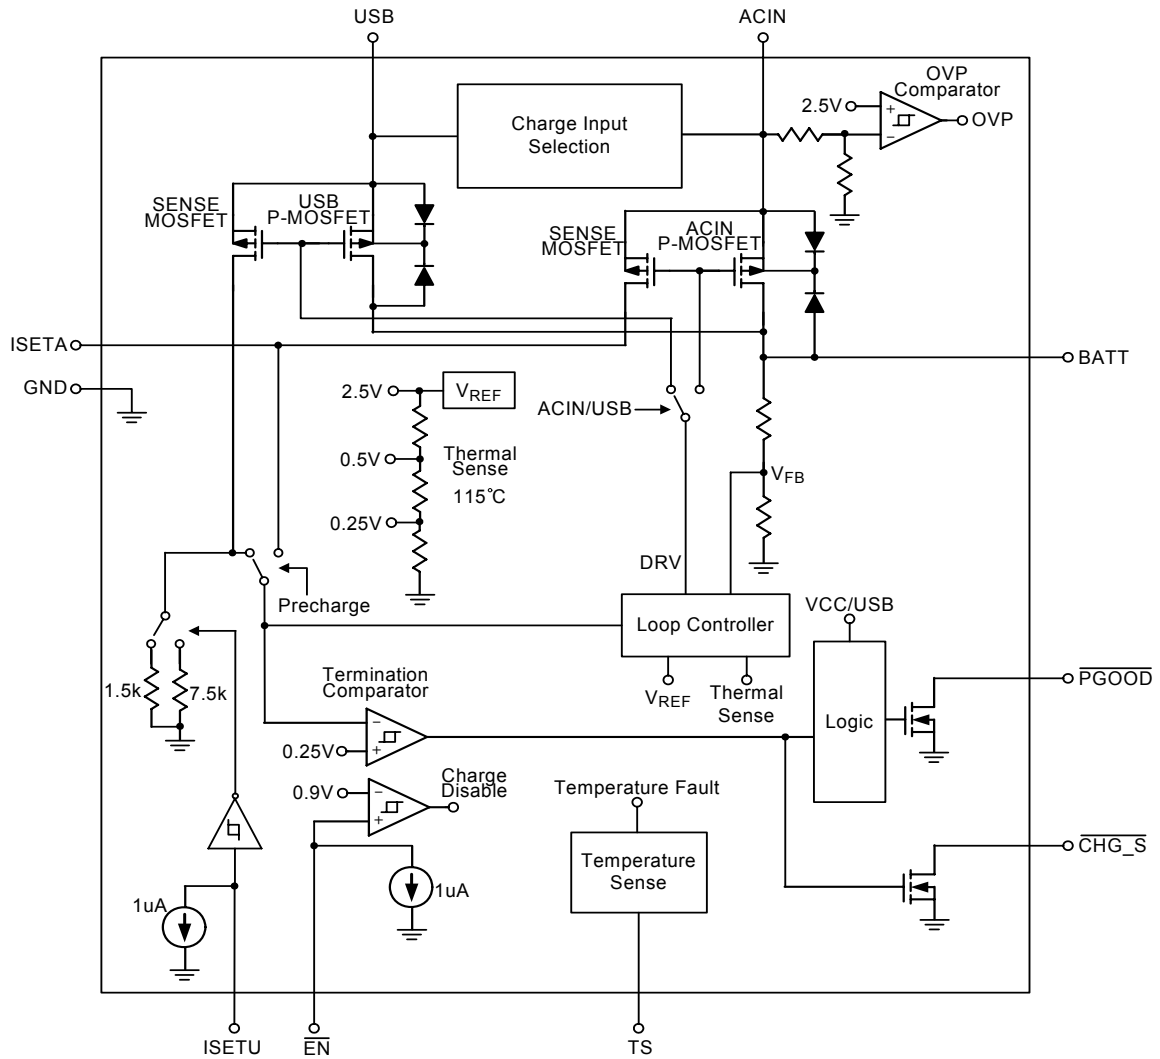 USB
ACIN
OVP
Comparator
2.5V
+
−
OVP
Charge Input
Selection
SENSE
MOSFET
USB
P-MOSFET
SENSE
MOSFET
ACIN
P-MOSFET
ISETA
BATT
GND
2.5V
VREF
ACIN/USB
0.5V
Thermal
Sense
115°C
VFB
0.25V
DRV
Precharge
VCC/USB
Loop Controller
1.5k
7.5k
Termination
Comparator
VREF
Thermal
Sense
PGOOD
Logic
−
0.25V
+
Charge
Disable
0.9V
−
+
Temperature Fault
CHG_S
Temperature
Sense
1uA
1uA
ISETU
EN
TS